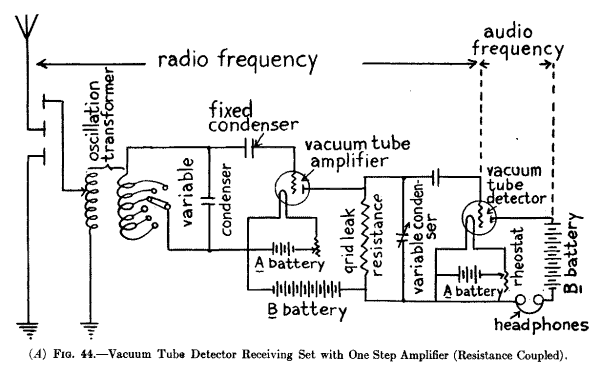 audio
frequency
radio frequency
oscillation
transformer
fixed
condenser
vacuum tube
amplifier
variable
condenser
grid leak
resistance
variable conden-
ser
vacuum
tube
detector
rheostat
A battery
B battery
A battery
B1 battery
headphones
(A) FIG. 44.—Vacuum Tube Detector Receiving Set with One Step Amplifier (Resistance Coupled).